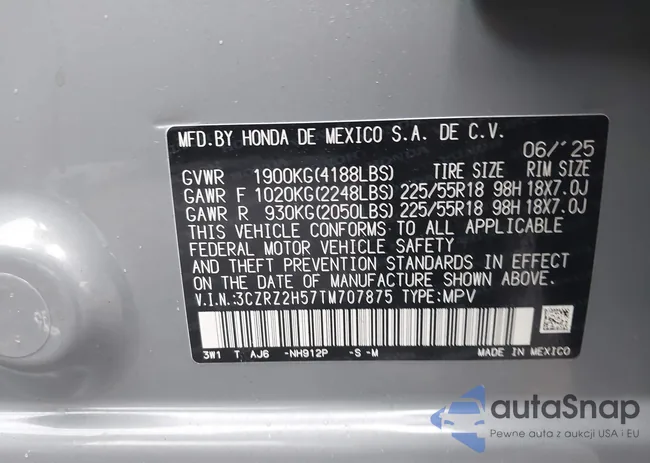 MFD.BY HONDA DE MEXICO S.A. DE C.V.
06/'25
GVWR 1900KG(4188LBS) TIRE SIZE RIM SIZE
GAWR F 1020KG(2248LBS) 225/55R18 98H 18X7.0J
GAWR R 930KG(2050LBS) 225/55R18 98H 18X7.0J
THIS VEHICLE CONFORMS TO ALL APPLICABLE
FEDERAL MOTOR VEHICLE SAFETY
AND THEFT PREVENTION STANDARDS IN EFFECT
ON THE DATE OF MANUFACTURE SHOWN ABOVE.
V.I.N.:3CZRZ2H57TM707875 TYPE:MPV
3W1 T AJ6 -NH912P -S -M MADE IN MEXICO
autaSnap
Pewne auta z aukcji USA i EU